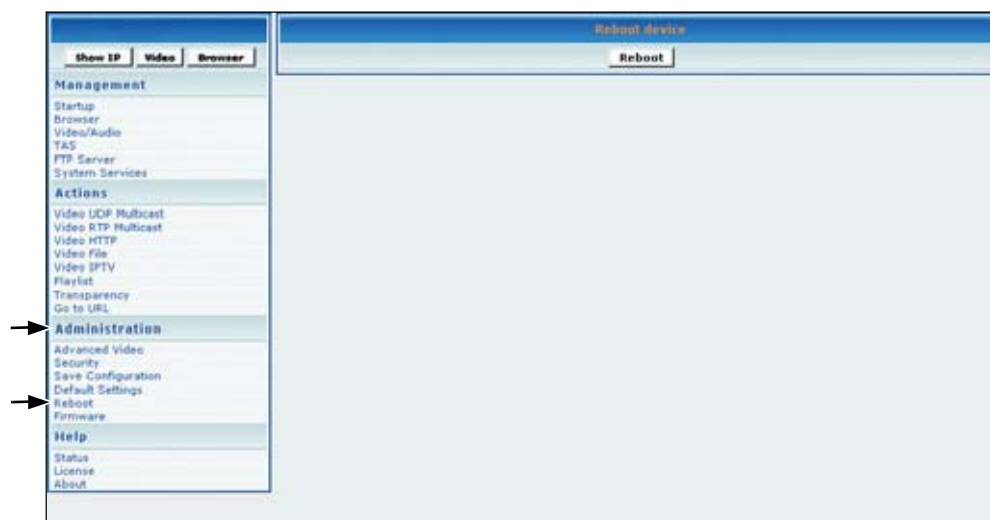 Reboot device
Show IP Video Browser
Reboot
Management
Startup
Browser
Video/Audio
TAS
FTP Server
System Services
Actions
Video UDP Multicast
Video RTP Multicast
Video HTTP
Video File
Video IPTV
Playlist
Transparency
Go to URL
Administration
Advanced Video
Security
Save Configuration
Default Settings
Reboot
Firmware
Help
Status
License
About